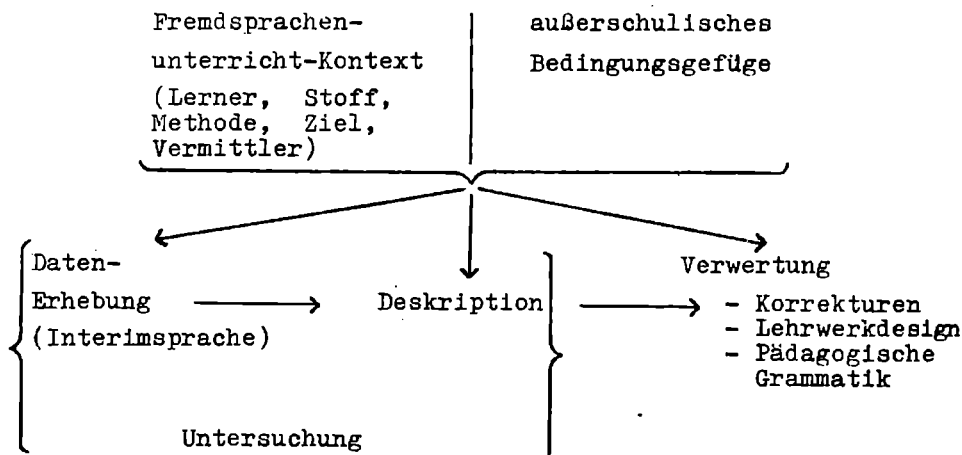 Fremdsprachen-
unterricht-Kontext
(Lerner, Stoff,
Methode, Ziel,
Vermittler)
außerschulisches
Bedingungsgefüge
Daten-
Erhebung
(Interimsprache)
Deskription
Untersuchung
Verwertung
- Korrekturen
- Lehrwerkdesign
- Pädagogische
Grammatik